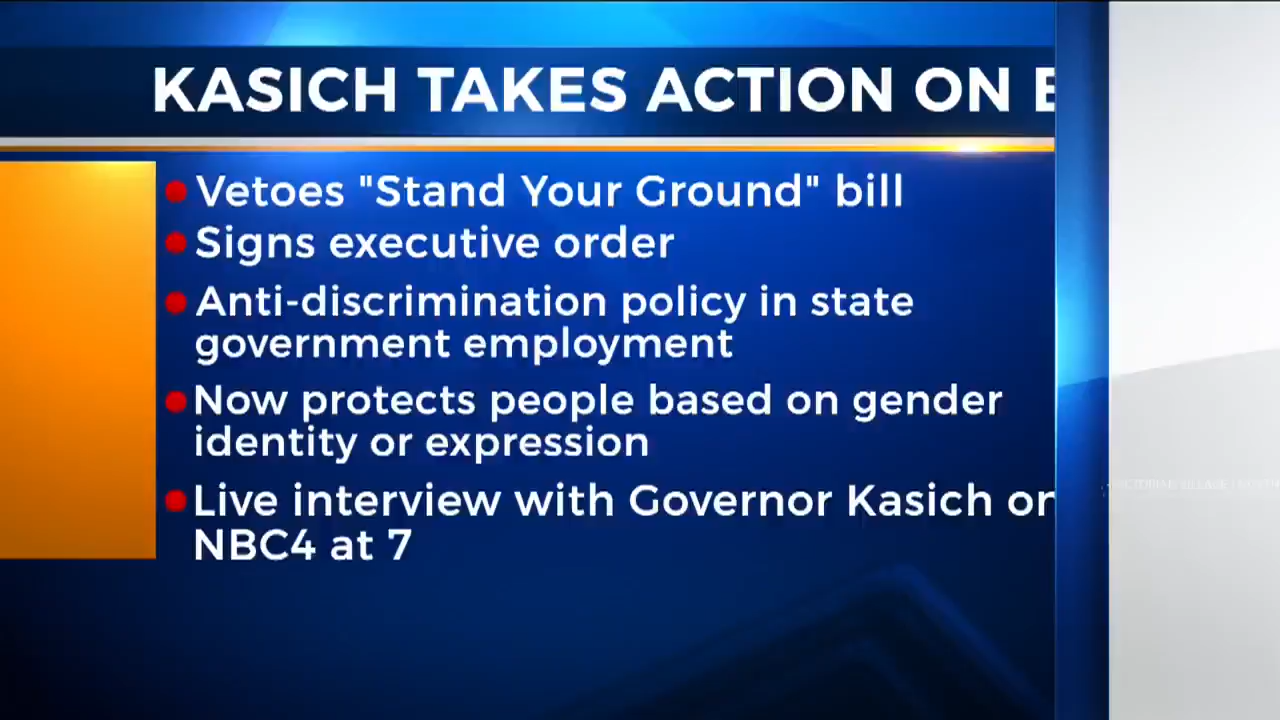 KASICH TAKES ACTION ON
Vetoes "Stand Your Ground" bill
Signs executive order
Anti-discrimination policy in state
government employment
Now protects people based on gender
identity or expression
Live interview with Governor Kasich on
NBC4 at 7